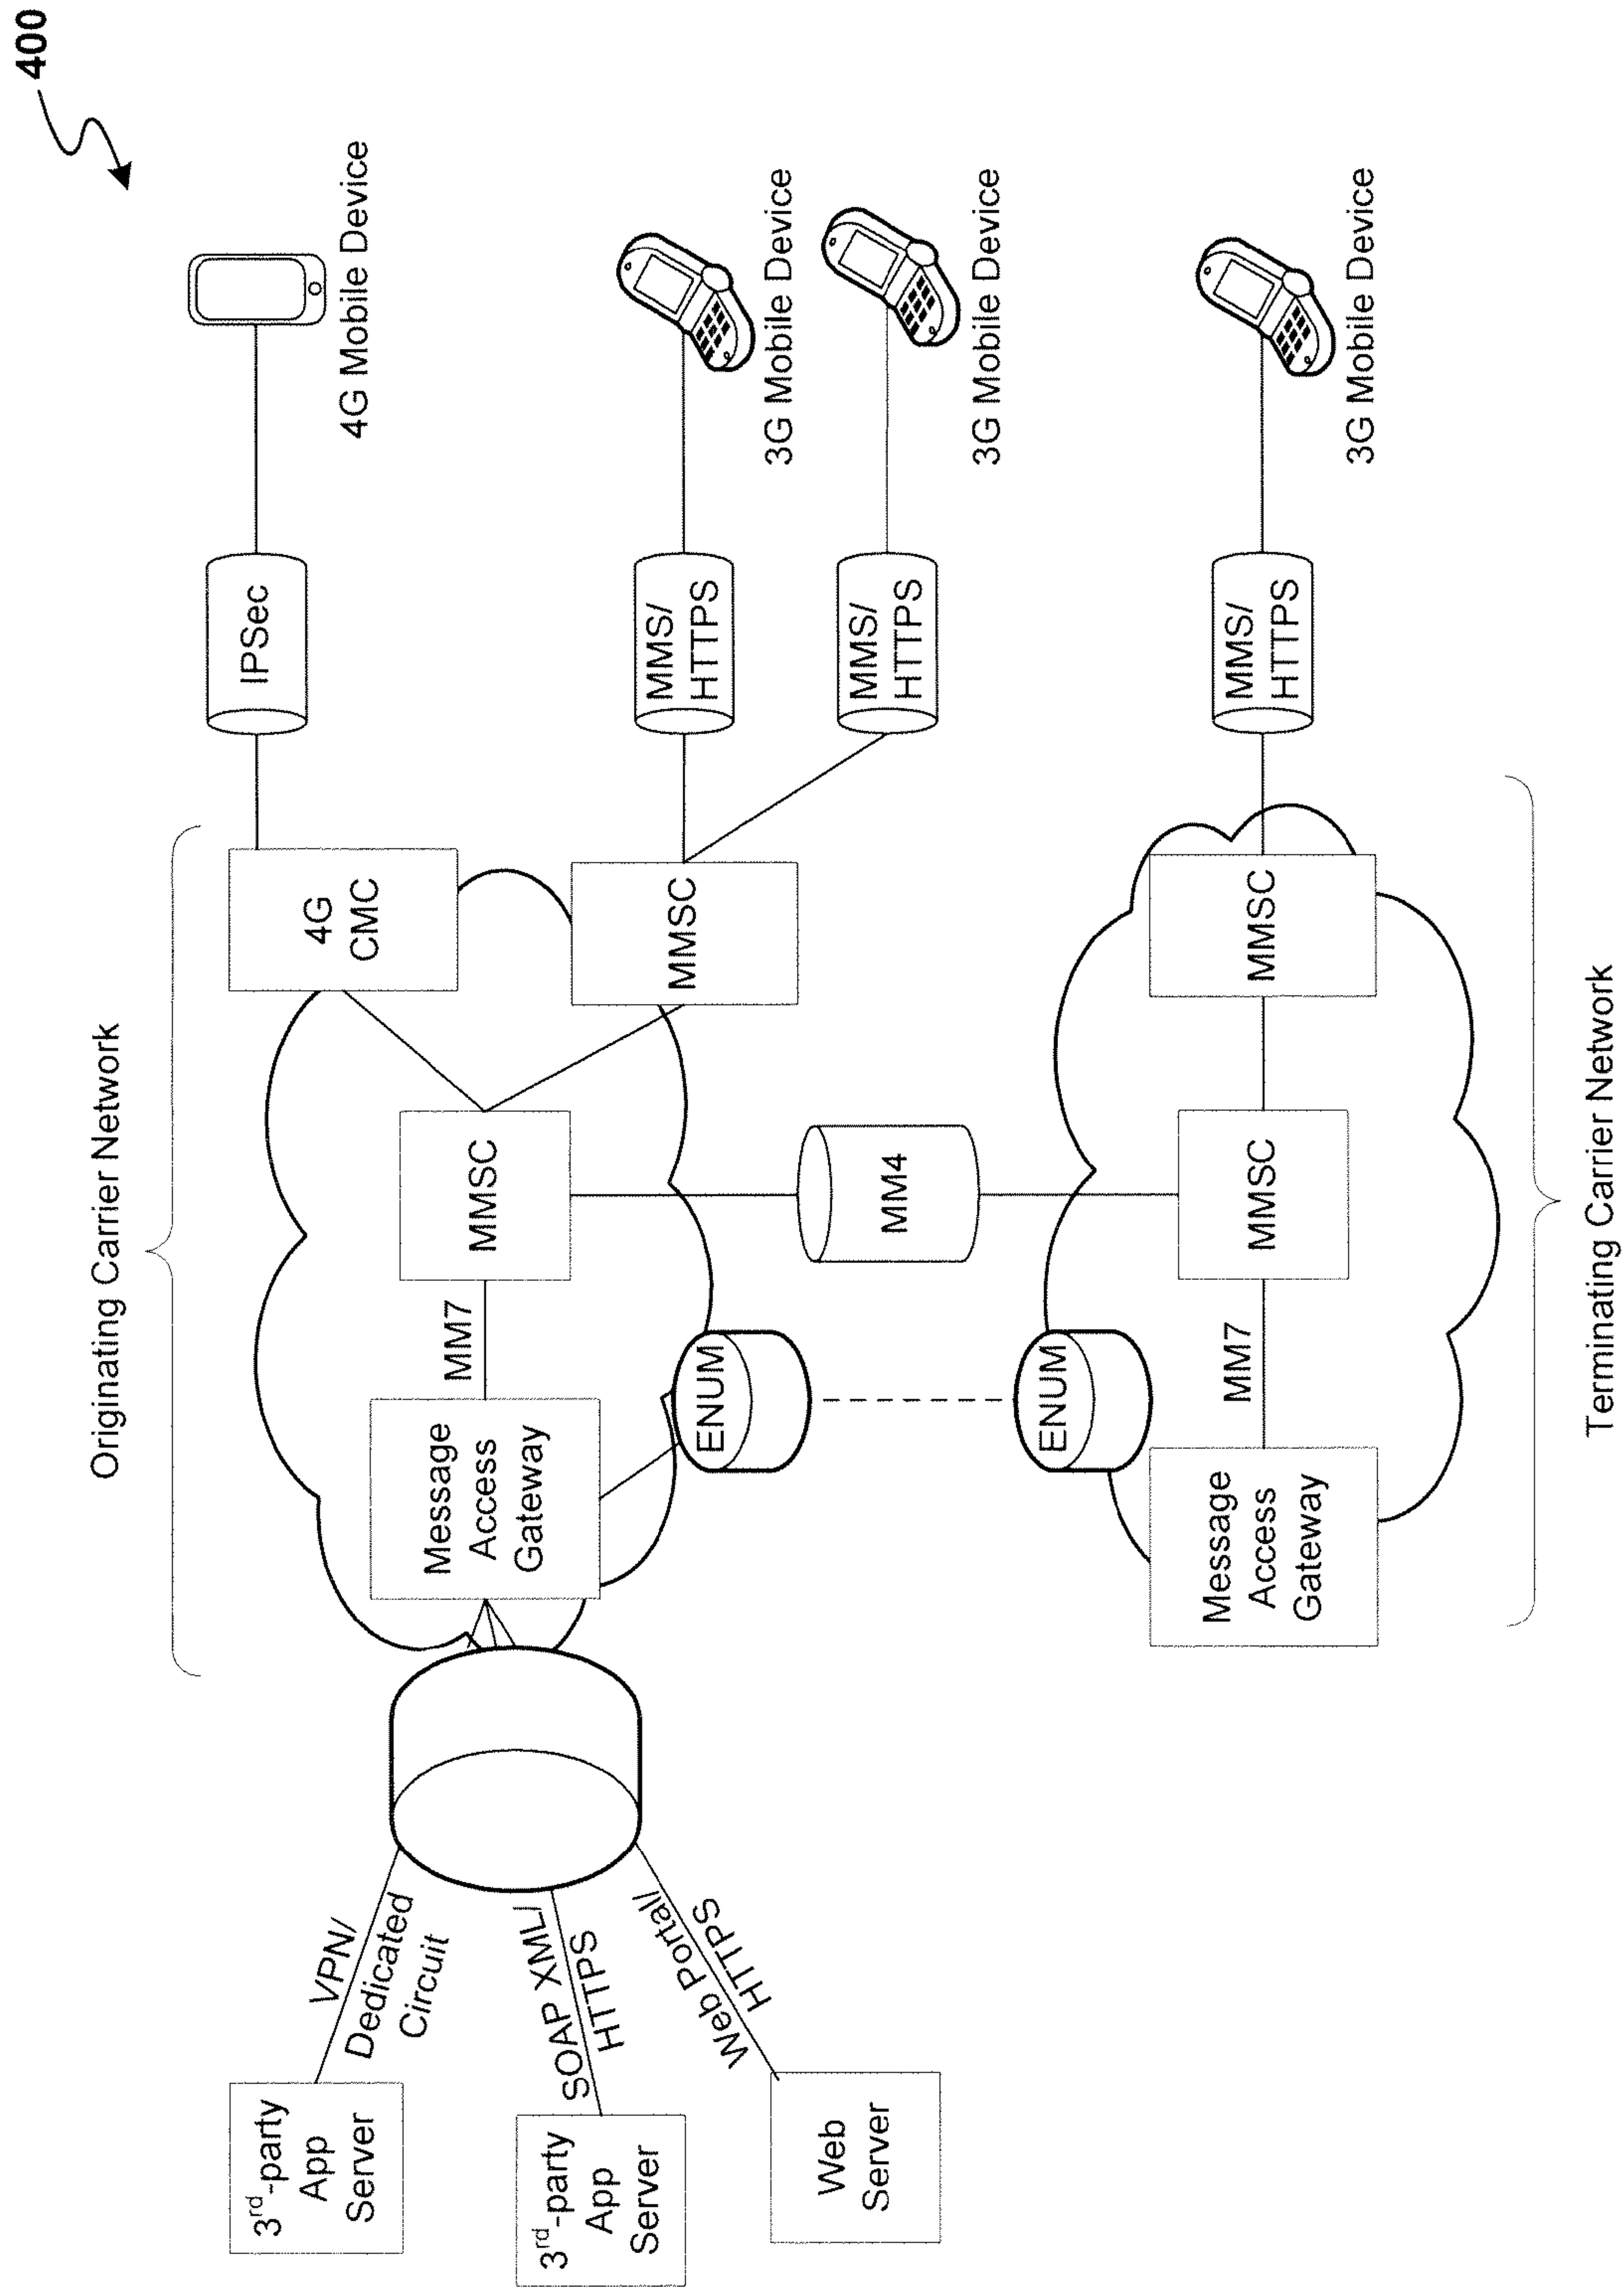 400
Originating Carrier Network
3rd-party
App
Server
VPN/
Dedicated
Circuit
3rd-party
App
Server
SOAP XML/
HTTPS
Web
Server
Web Portal/
HTTPS
Message
Access
Gateway
MM7
MMSC
4G
CMC
IPSec
4G Mobile Device
MMSC
MMS/
HTTPS
3G Mobile Device
MMS/
HTTPS
3G Mobile Device
ENUM
MM4
ENUM
Message
Access
Gateway
MM7
MMSC
MMSC
MMS/
HTTPS
3G Mobile Device
Terminating Carrier Network